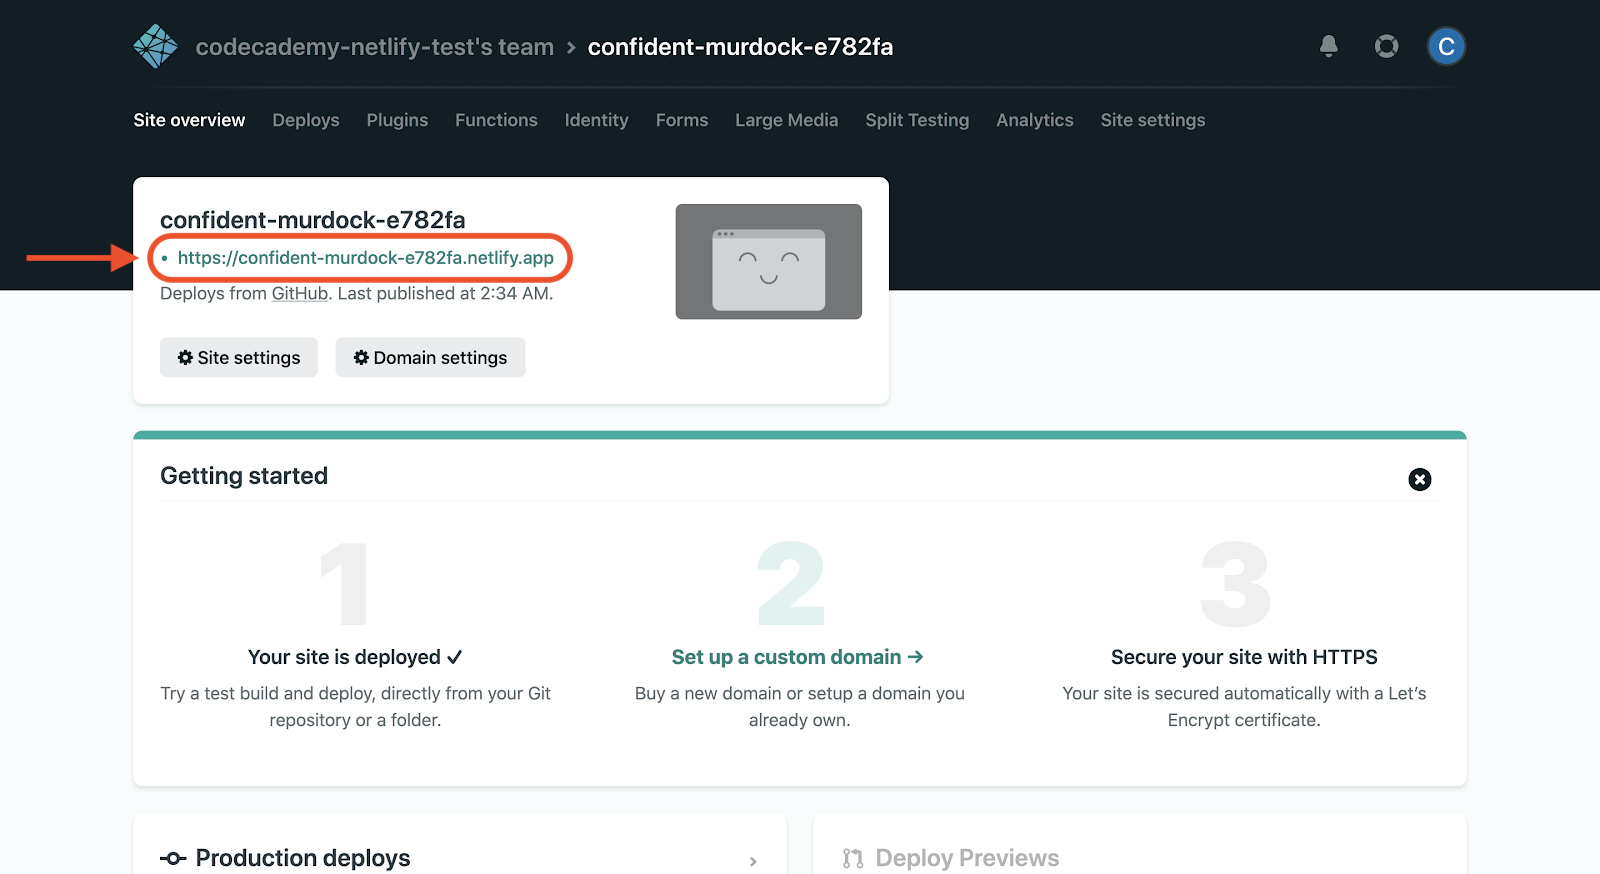 codecademy-netlify-test's team > confident-murdock-e782fa
C
Site overview Deploys Plugins Functions Identity Forms Large Media Split Testing Analytics Site settings
confident-murdock-e782fa
• https://confident-murdock-e782fa.netlify.app
Deploys from GitHub. Last published at 2:34 AM.
Site settings Domain settings
Getting started
1
Your site is deployed ✓
Try a test build and deploy, directly from your Git
repository or a folder.
2
Set up a custom domain →
Buy a new domain or setup a domain you
already own.
3
Secure your site with HTTPS
Your site is secured automatically with a Let’s
Encrypt certificate.
Production deploys ›
Deploy Previews